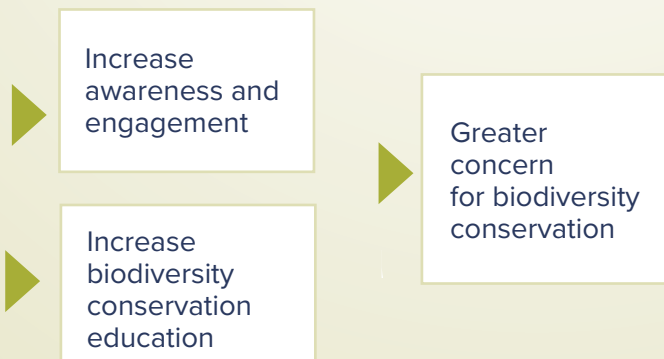 Increase
awareness and
engagement
Increase
biodiversity
conservation
education
Greater
concern
for biodiversity
conservation